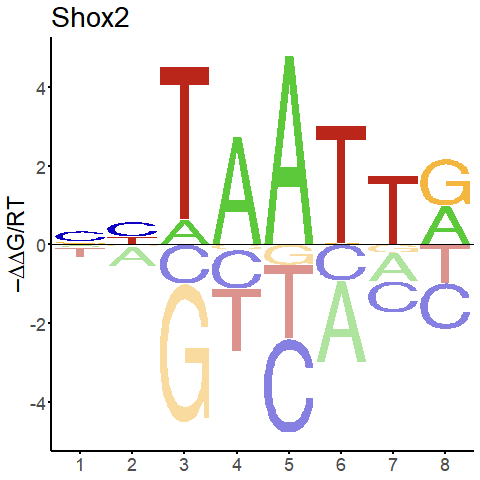 Shox2
−ΔΔG/RT
4
2
0
-2
-4
C T
C T A
T A C G
A C T
A G T C
T C A
T G A C
G A T C
1 2 3 4 5 6 7 8